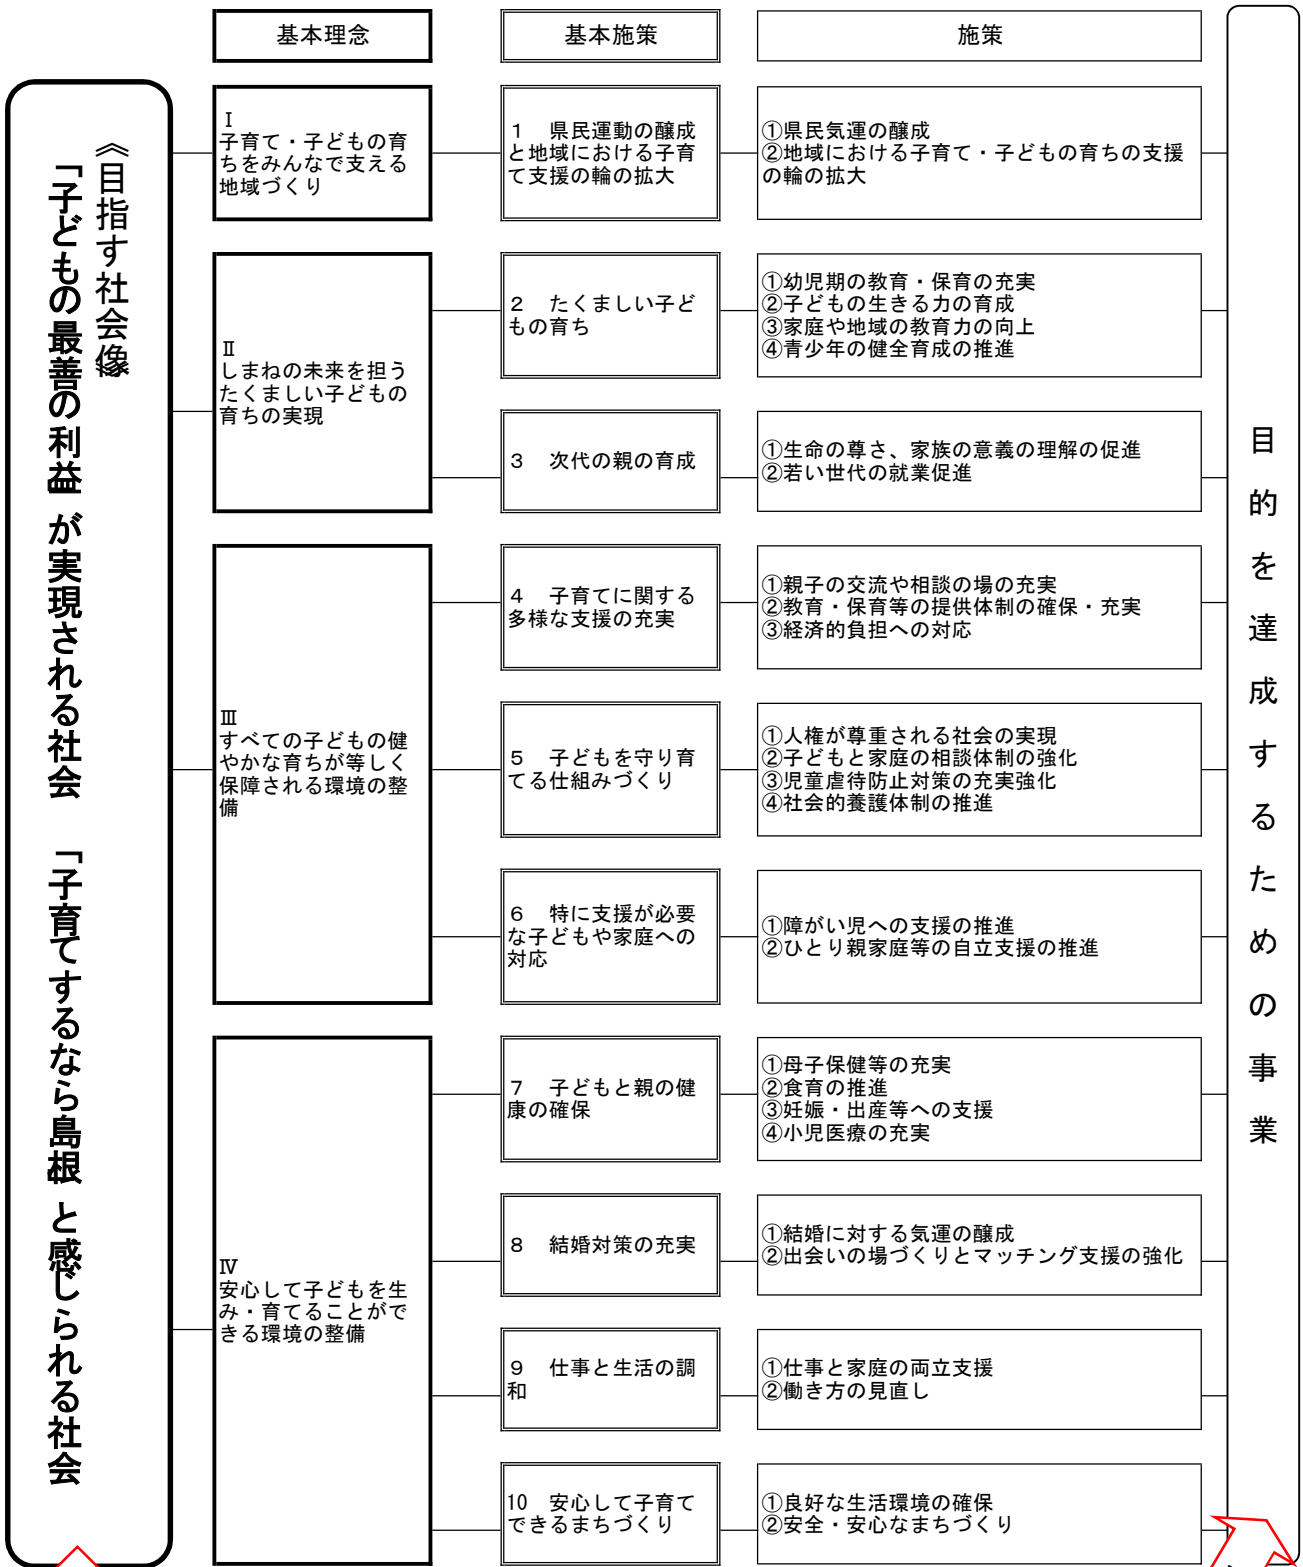 基本理念
基本施策
施策
《目指す社会像》
「子どもの最善の利益」が実現される社会　「子育てするなら島根」と感じられる社会
Ⅰ
子育て・子どもの育
ちをみんなで支える
地域づくり
１　県民運動の醸成
と地域における子育
て支援の輪の拡大
①県民気運の醸成
②地域における子育て・子どもの育ちの支援
の輪の拡大
Ⅱ
しまねの未来を担う
たくましい子どもの
育ちの実現
２　たくましい子ど
もの育ち
①幼児期の教育・保育の充実
②子どもの生きる力の育成
③家庭や地域の教育力の向上
④青少年の健全育成の推進
３　次代の親の育成
①生命の尊さ、家族の意義の理解の促進
②若い世代の就業促進
Ⅲ
すべての子どもの健
やかな育ちが等しく
保障される環境の整
備
４　子育てに関する
多様な支援の充実
①親子の交流や相談の場の充実
②教育・保育等の提供体制の確保・充実
③経済的負担への対応
５　子どもを守り育
てる仕組みづくり
①人権が尊重される社会の実現
②子どもと家庭の相談体制の強化
③児童虐待防止対策の充実強化
④社会的養護体制の推進
６　特に支援が必要
な子どもや家庭への
対応
①障がい児への支援の推進
②ひとり親家庭等の自立支援の推進
Ⅳ
安心して子どもを生
み・育てることがで
きる環境の整備
７　子どもと親の健
康の確保
①母子保健等の充実
②食育の推進
③妊娠・出産等への支援
④小児医療の充実
８　結婚対策の充実
①結婚に対する気運の醸成
②出会いの場づくりとマッチング支援の強化
９　仕事と生活の調
和
①仕事と家庭の両立支援
②働き方の見直し
10　安心して子育て
できるまちづくり
①良好な生活環境の確保
②安全・安心なまちづくり
目的を達成するための事業